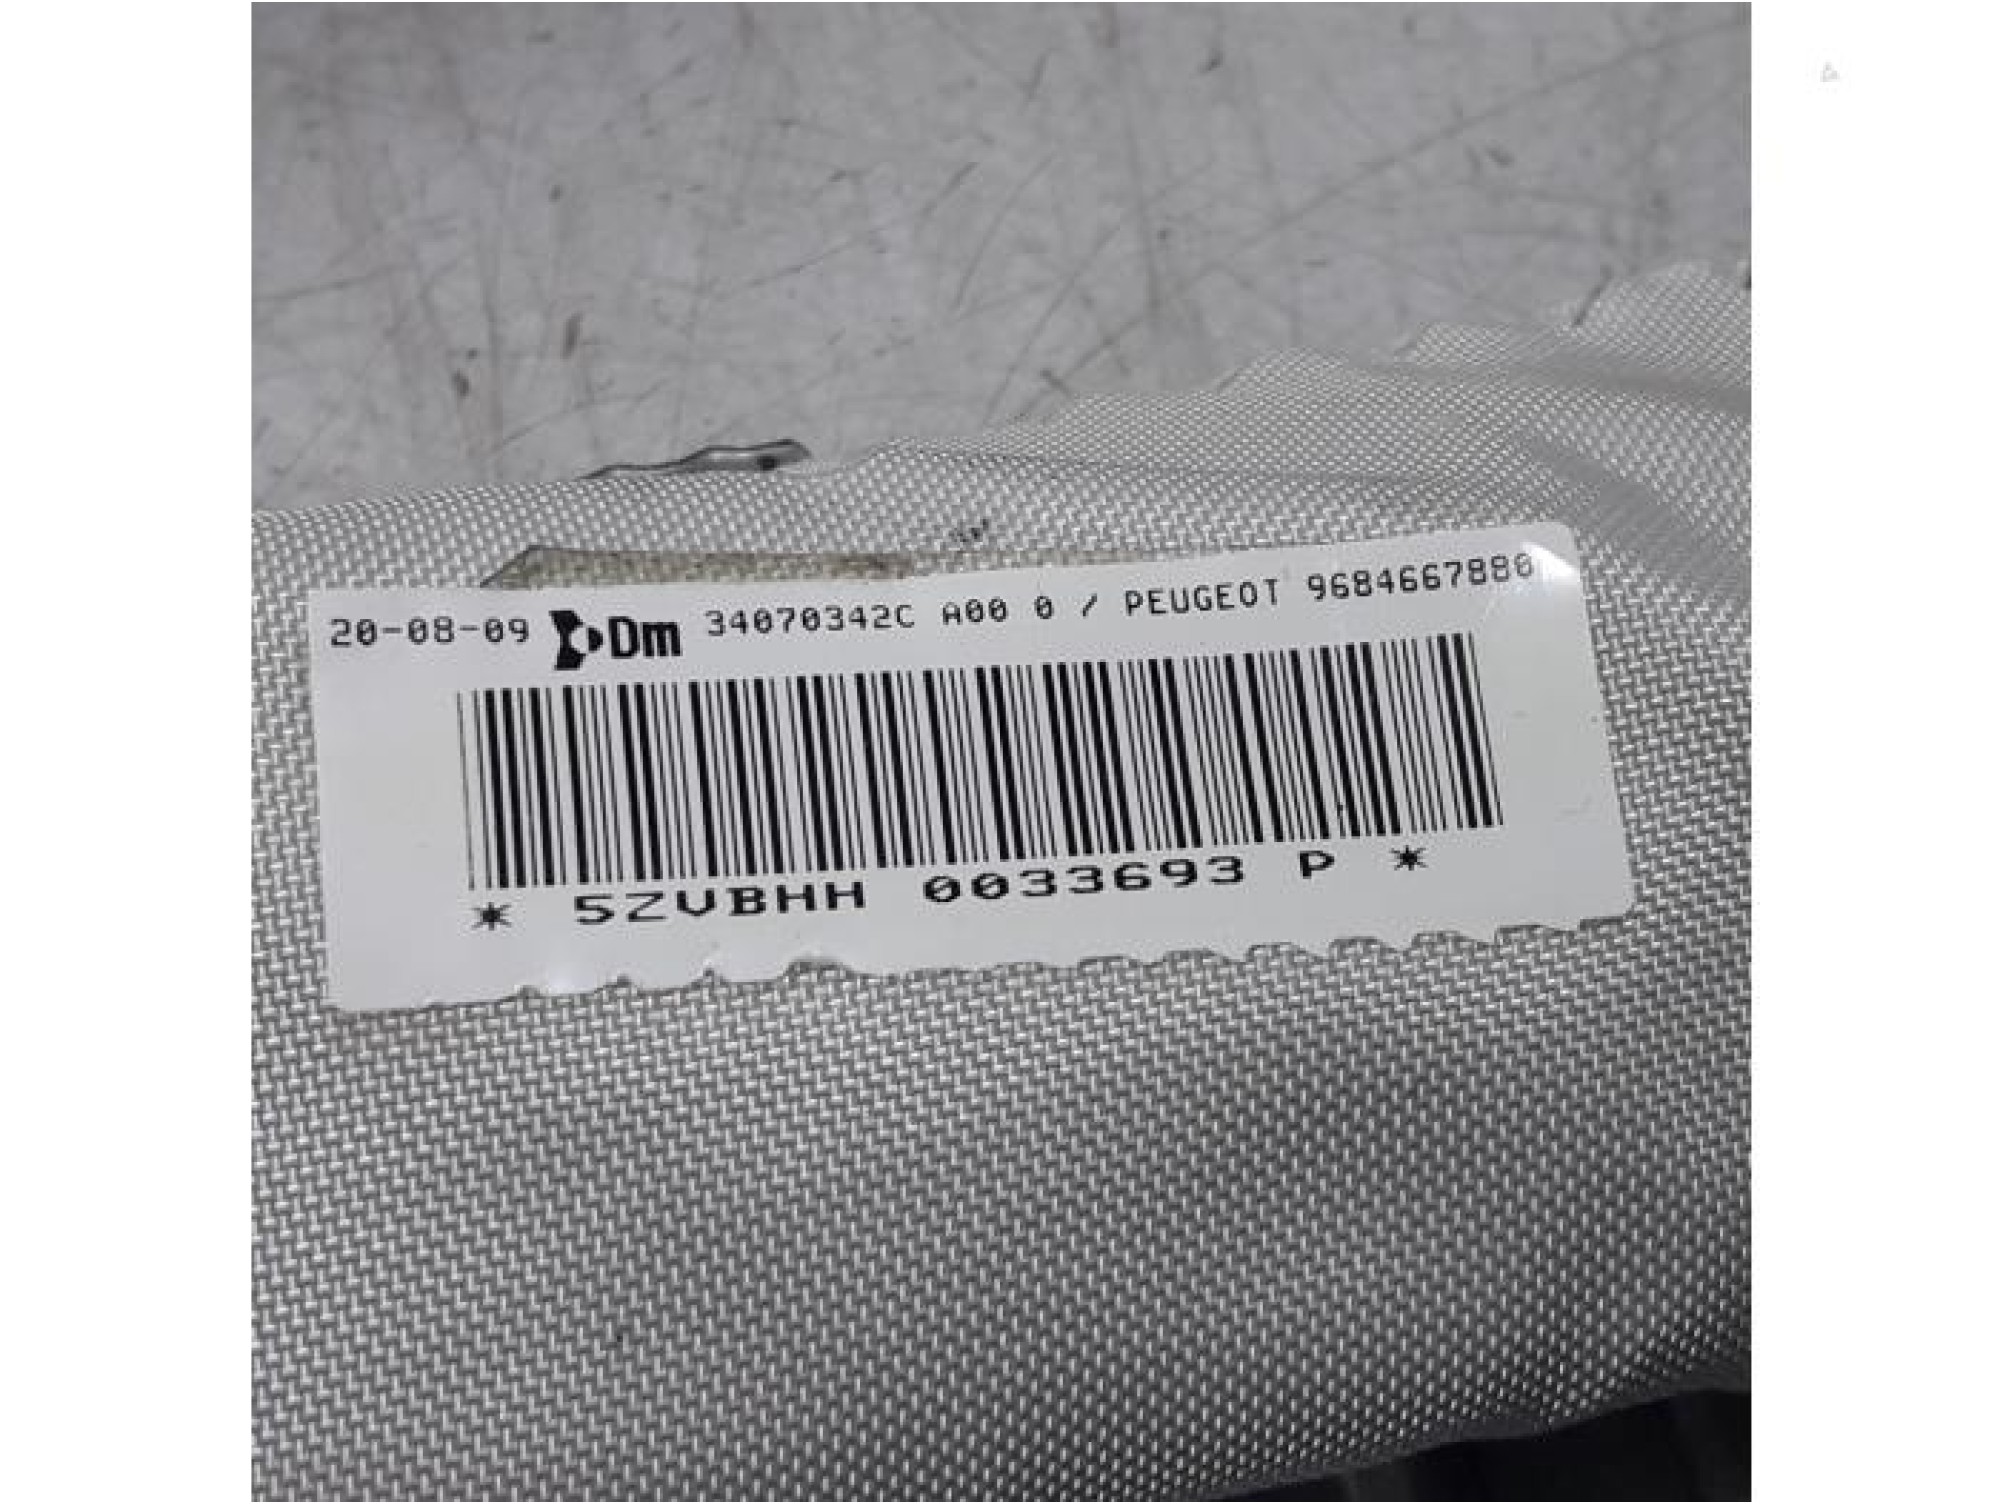 20-08-09 Dm 34070342C A00 0 / PEUGEOT 9684667880
* 5ZVBHH 0033693 P *